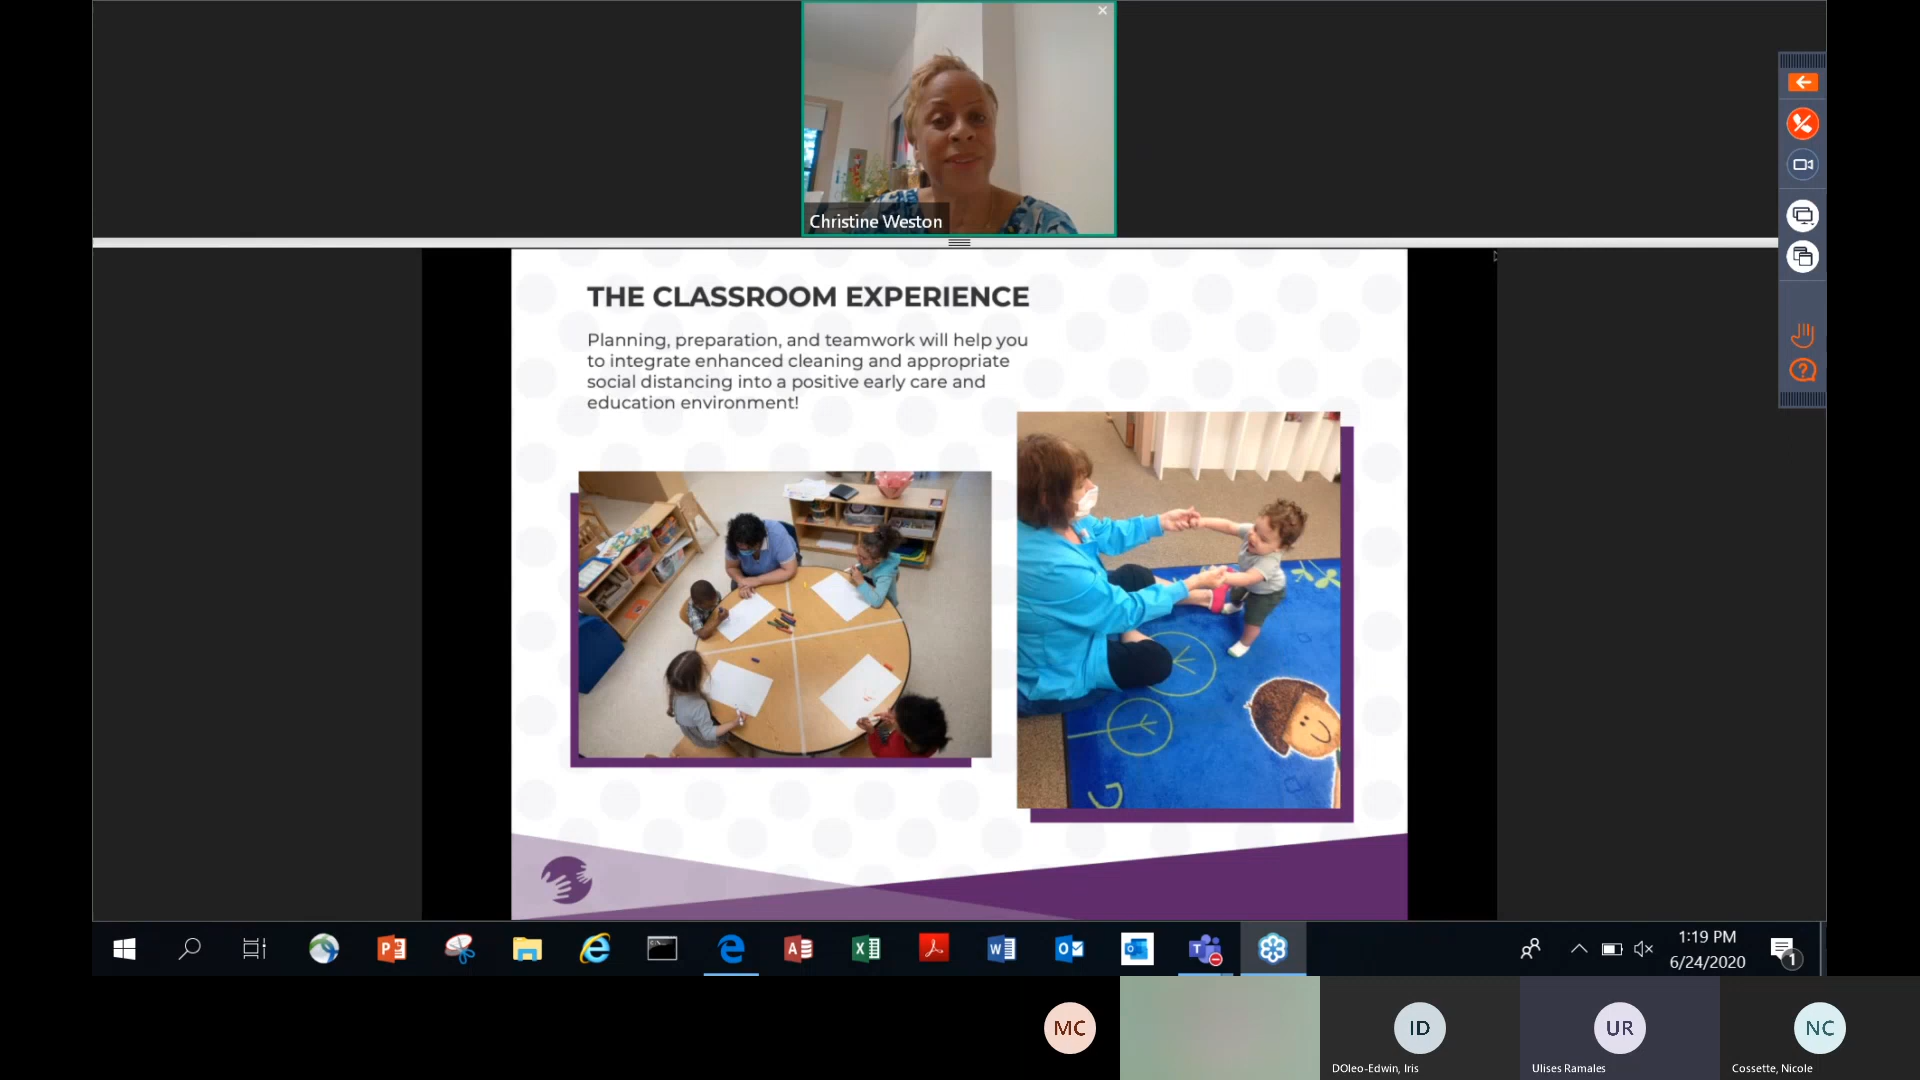 Christine Weston
THE CLASSROOM EXPERIENCE
Planning, preparation, and teamwork will help you
to integrate enhanced cleaning and appropriate
social distancing into a positive early care and
education environment!
1:19 PM
6/24/2020
1
MC
ID
UR
NC
DOleo-Edwin, Iris
Ulises Ramales
Cossette, Nicole